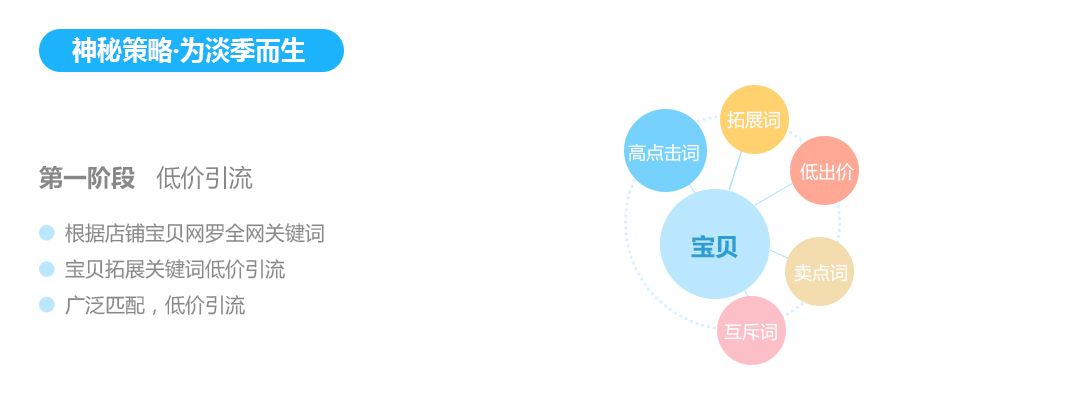 神秘策略·为淡季而生
第一阶段 低价引流
根据店铺宝贝网罗全网关键词
宝贝拓展关键词低价引流
广泛匹配，低价引流
拓展词
高点击词
低出价
宝贝
卖点词
互斥词